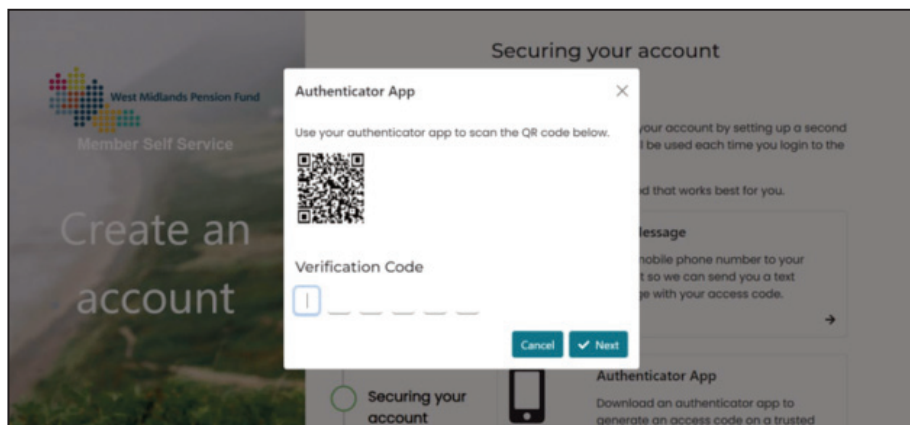 Securing your account
West Midlands Pension Fund
Member Self Service
Create an
account
Authenticator App
Use your authenticator app to scan the QR code below.
Verification Code
Cancel
Next
your account by setting up a second
be used each time you login to the
that works best for you.
mobile phone number to your
so we can send you a text
with your access code.
Securing your
account
Authenticator App
Download an authenticator app to
generate an access code on a trusted